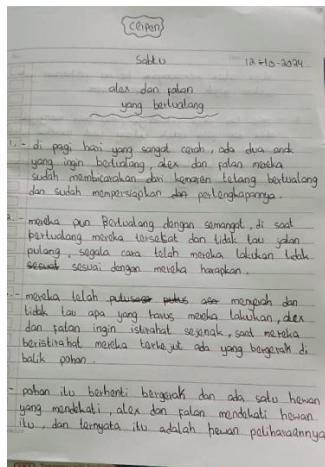 Cerpen
Sabtu 12-10-2024
alex dan falan
yang bertualang
1. - di pagi hari yang sangat cerah, ada dua anak
yang ingin bertualang, alex dan falan mereka
sudah membicarakan dari kemaren tetang bertualang
dan sudah mempersiapkan dan perlengkapannya.
2. - mereka pun Bertualang dengan semangat, di saat
bertualang mereka tersesat dan tidak tau jalan
pulang, segala cara telah mereka lakukan tidak
sesuai sesuai dengan mereka harapkan.
- mereka telah putus menyerah dan
tidak tau apa yang harus mereka lakukan, alex
dan falan ingin istirahat sejenak, saat mereka
beristirahat mereka terkejut ada yang bergerak di
balik pohon.
- pohon itu berhenti bergerak dan ada satu hewan
yang mendekati, alex dan falan mendekati hewan
itu, dan ternyata itu adalah hewan peliharaannya